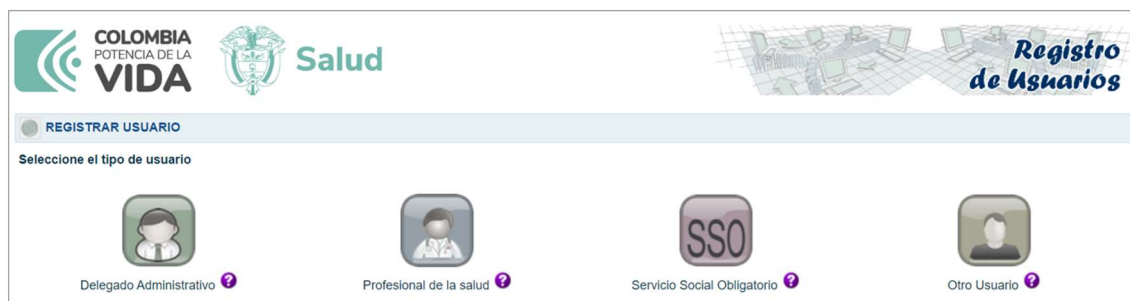 COLOMBIA
POTENCIA DE LA
VIDA
Salud
Registro
de Usuarios
REGISTRAR USUARIO
Seleccione el tipo de usuario
SSO
Delegado Administrativo ?
Profesional de la salud ?
Servicio Social Obligatorio ?
Otro Usuario ?